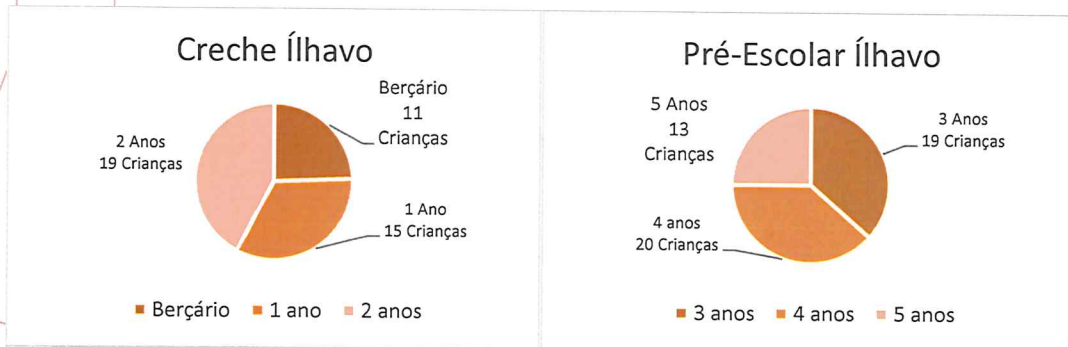 Creche Ílhavo
Berçário
11
Crianças
2 Anos
19 Crianças
1 Ano
15 Crianças
Berçário 1 ano 2 anos
Pré-Escolar Ílhavo
5 Anos
13
Crianças
3 Anos
19 Crianças
4 anos
20 Crianças
3 anos 4 anos 5 anos